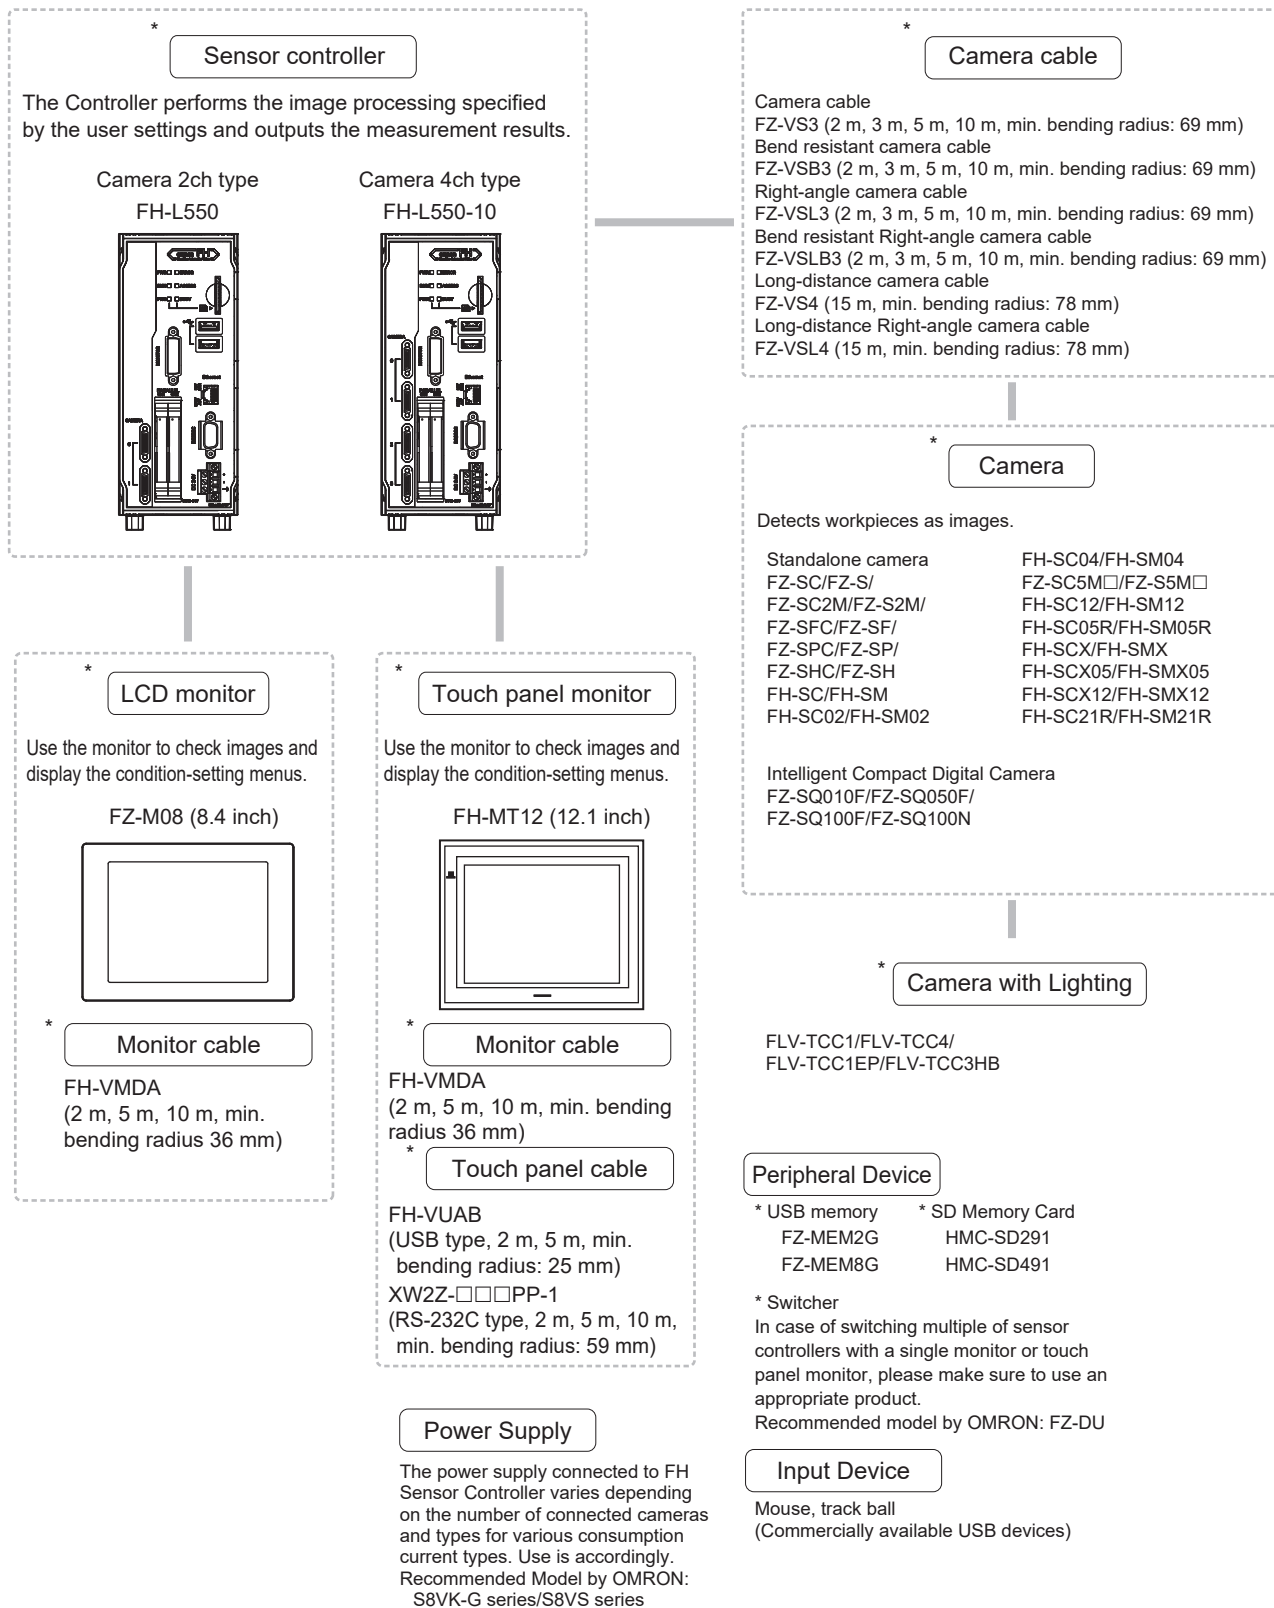 *
Sensor controller
The Controller performs the image processing specified
by the user settings and outputs the measurement results.
Camera 2ch type
FH-L550
Camera 4ch type
FH-L550-10
CAMERA
0
1
MONITOR
Ethernet
CAMERA
0
1
MONITOR
Ethernet
*
Camera cable
Camera cable
FZ-VS3 (2 m, 3 m, 5 m, 10 m, min. bending radius: 69 mm)
Bend resistant camera cable
FZ-VSB3 (2 m, 3 m, 5 m, 10 m, min. bending radius: 69 mm)
Right-angle camera cable
FZ-VSL3 (2 m, 3 m, 5 m, 10 m, min. bending radius: 69 mm)
Bend resistant Right-angle camera cable
FZ-VSLB3 (2 m, 3 m, 5 m, 10 m, min. bending radius: 69 mm)
Long-distance camera cable
FZ-VS4 (15 m, min. bending radius: 78 mm)
Long-distance Right-angle camera cable
FZ-VSL4 (15 m, min. bending radius: 78 mm)
*
Camera
Detects workpieces as images.
Standalone camera
FZ-SC/FZ-S/
FZ-SC2M/FZ-S2M/
FZ-SFC/FZ-SF/
FZ-SPC/FZ-SP/
FZ-SHC/FZ-SH
FH-SC/FH-SM
FH-SC02/FH-SM02
FH-SC04/FH-SM04
FZ-SC5M□/FZ-S5M□
FH-SC12/FH-SM12
FH-SC05R/FH-SM05R
FH-SCX/FH-SMX
FH-SCX05/FH-SMX05
FH-SCX12/FH-SMX12
FH-SC21R/FH-SM21R
Intelligent Compact Digital Camera
FZ-SQ010F/FZ-SQ050F/
FZ-SQ100F/FZ-SQ100N
*
Camera with Lighting
FLV-TCC1/FLV-TCC4/
FLV-TCC1EP/FLV-TCC3HB
*
LCD monitor
Use the monitor to check images and
display the condition-setting menus.
FZ-M08 (8.4 inch)
*
Monitor cable
FH-VMDA
(2 m, 5 m, 10 m, min.
bending radius 36 mm)
*
Touch panel monitor
Use the monitor to check images and
display the condition-setting menus.
FH-MT12 (12.1 inch)
*
Monitor cable
FH-VMDA
(2 m, 5 m, 10 m, min. bending
radius 36 mm)
*
Touch panel cable
FH-VUAB
(USB type, 2 m, 5 m, min.
bending radius: 25 mm)
XW2Z-□□□PP-1
(RS-232C type, 2 m, 5 m, 10 m,
min. bending radius: 59 mm)
Power Supply
The power supply connected to FH
Sensor Controller varies depending
on the number of connected cameras
and types for various consumption
current types. Use is accordingly.
Recommended Model by OMRON:
S8VK-G series/S8VS series
Peripheral Device
* USB memory
FZ-MEM2G
FZ-MEM8G
* SD Memory Card
HMC-SD291
HMC-SD491
* Switcher
In case of switching multiple of sensor
controllers with a single monitor or touch
panel monitor, please make sure to use an
appropriate product.
Recommended model by OMRON: FZ-DU
Input Device
Mouse, track ball
(Commercially available USB devices)